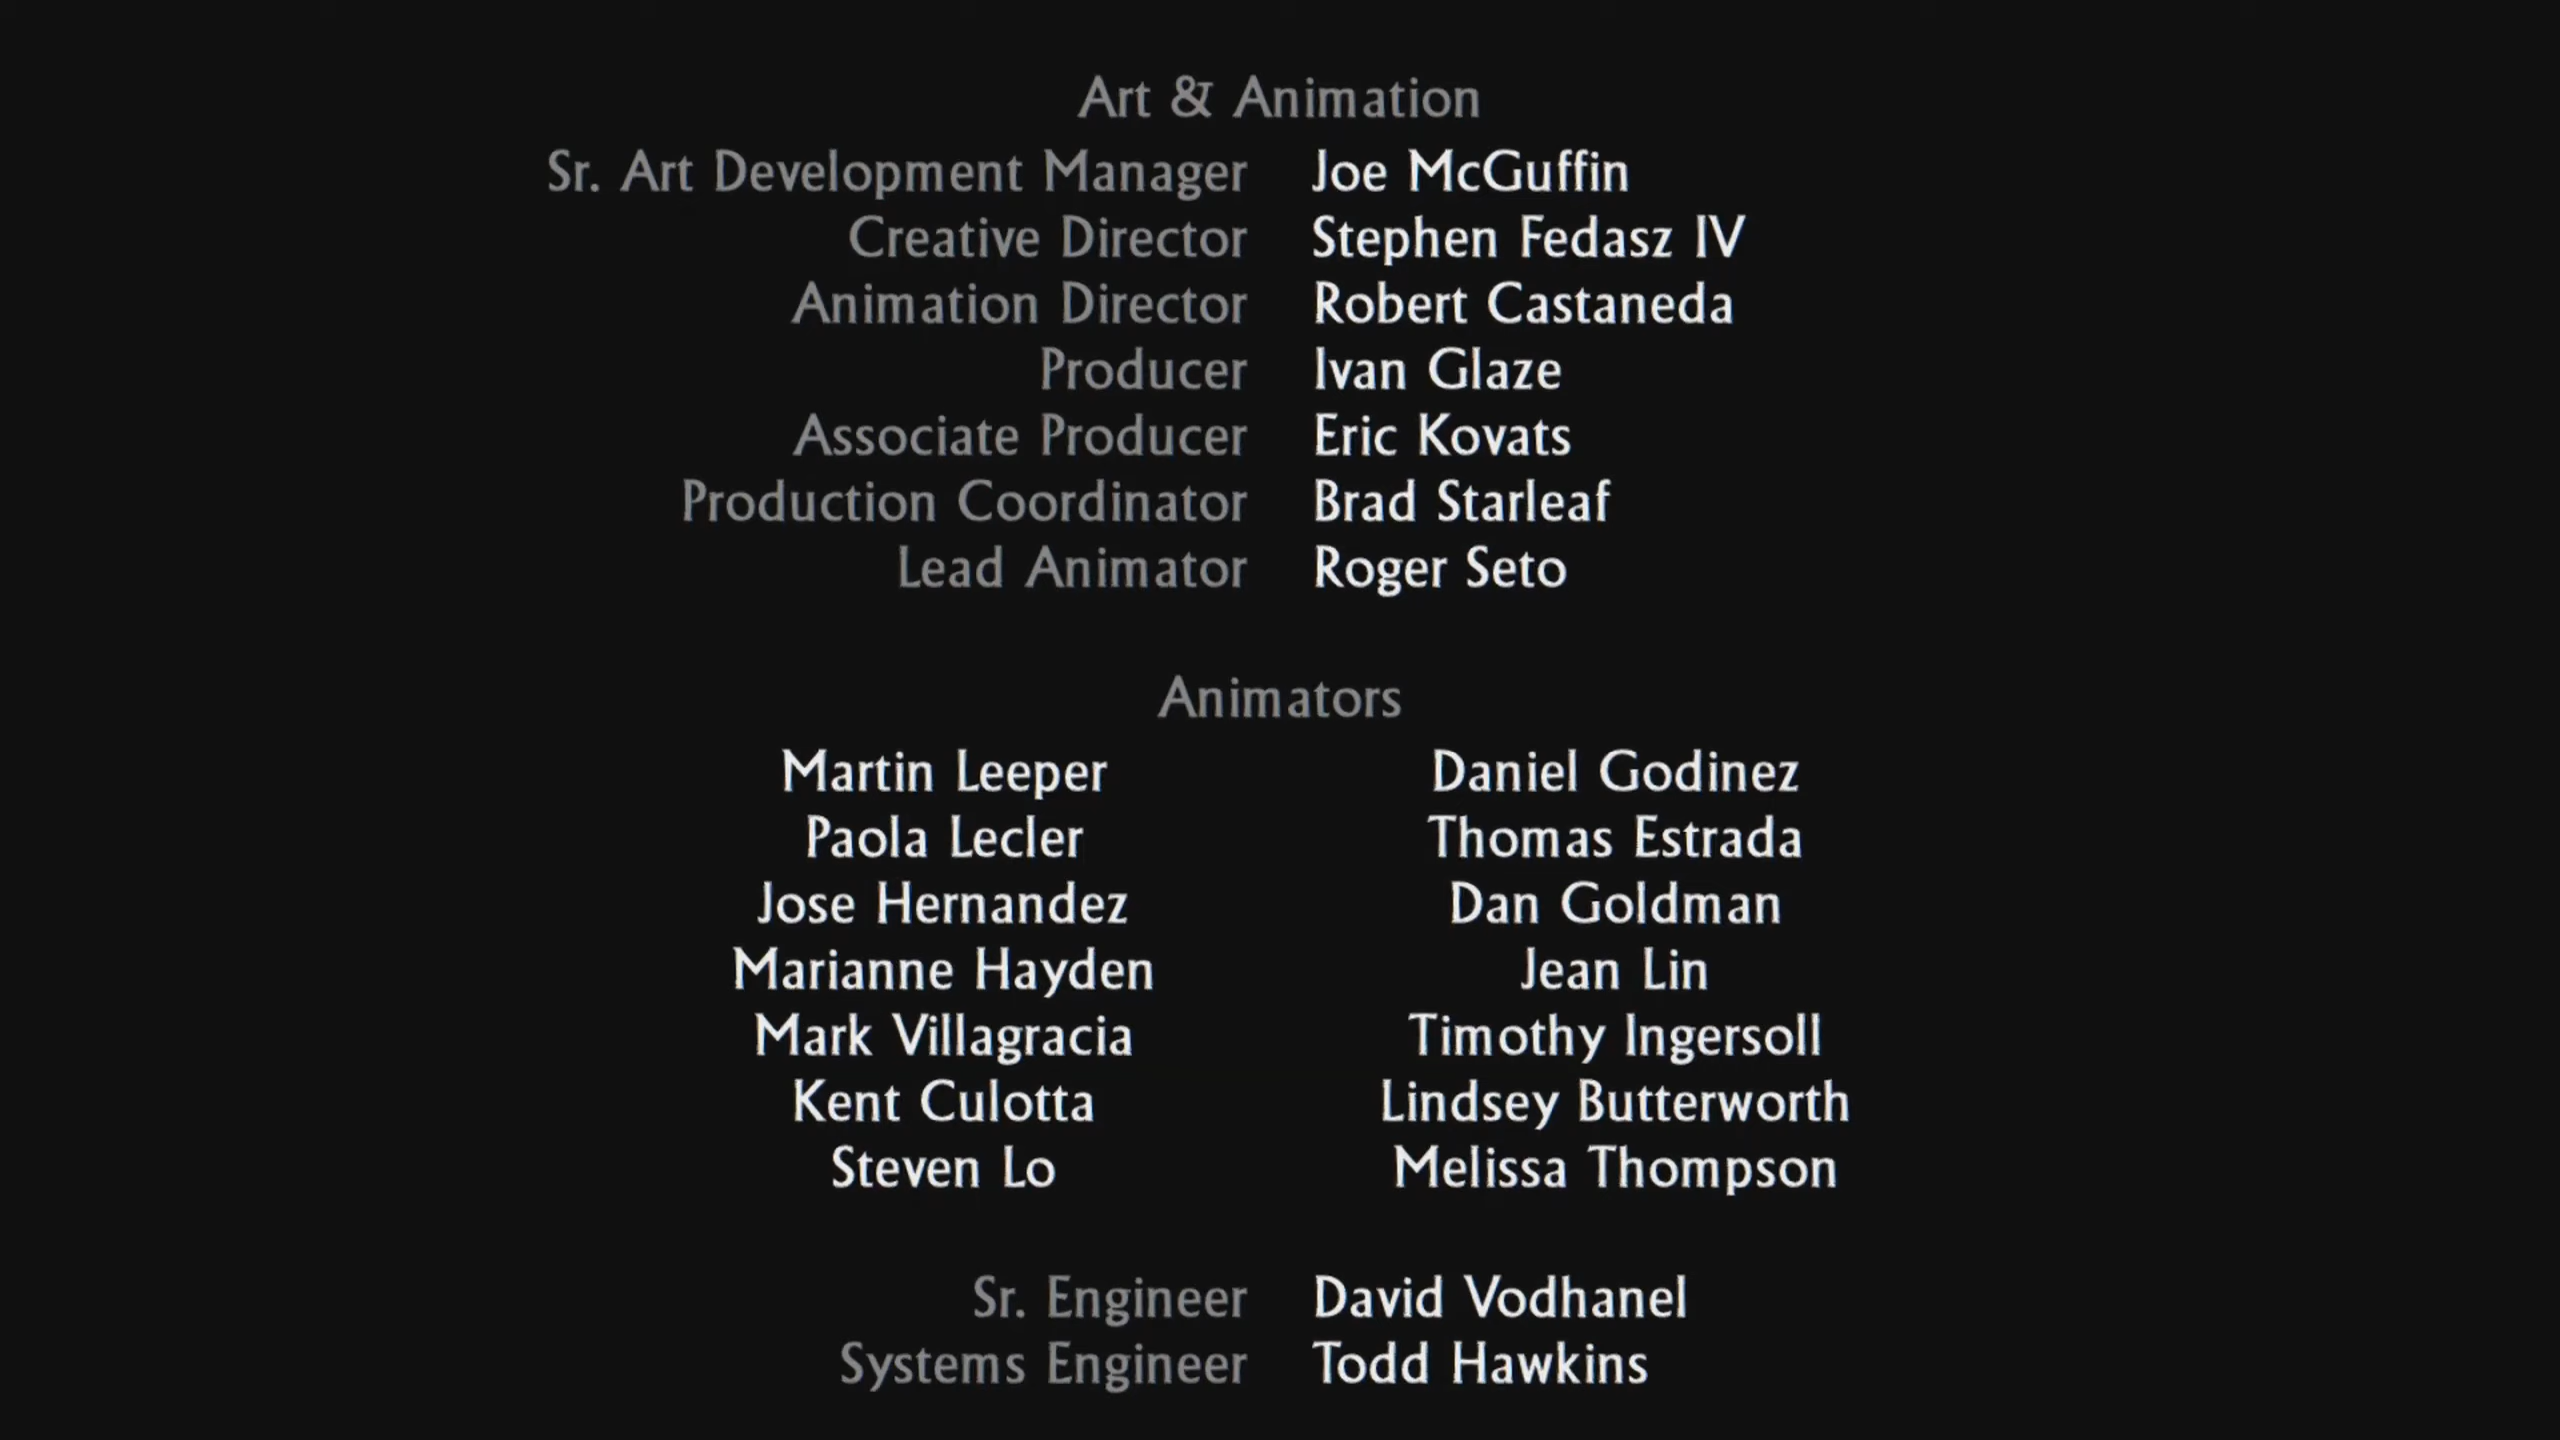 Art & Animation
Sr. Art Development Manager Joe McGuffin
Creative Director Stephen Fedasz IV
Animation Director Robert Castaneda
Producer Ivan Glaze
Associate Producer Eric Kovats
Production Coordinator Brad Starleaf
Lead Animator Roger Seto
Animators
Martin Leeper Daniel Godinez
Paola Lecler Thomas Estrada
Jose Hernandez Dan Goldman
Marianne Hayden Jean Lin
Mark Villagracia Timothy Ingersoll
Kent Culotta Lindsey Butterworth
Steven Lo Melissa Thompson
Sr. Engineer David Vodhanel
Systems Engineer Todd Hawkins